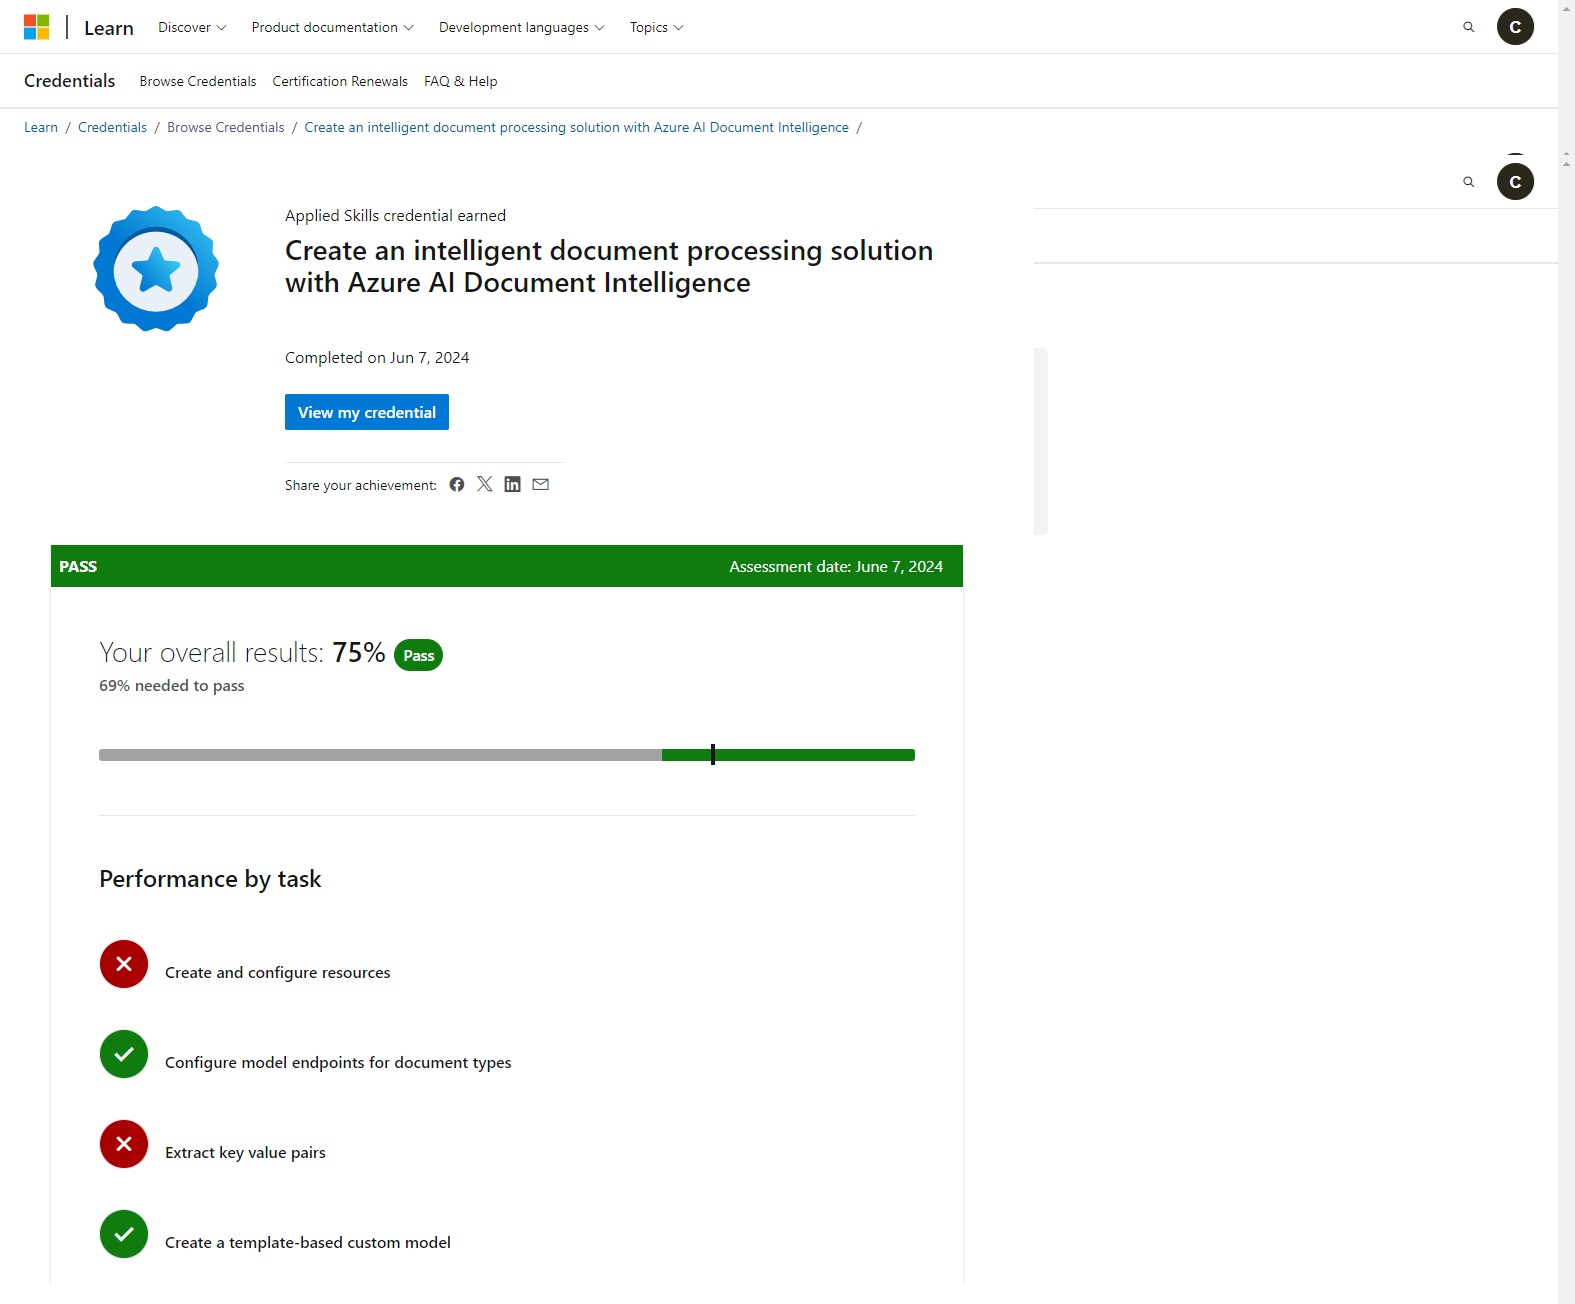 Learn Discover Product documentation Development languages Topics C
Credentials Browse Credentials Certification Renewals FAQ & Help
Learn / Credentials / Browse Credentials / Create an intelligent document processing solution with Azure AI Document Intelligence /
C
Applied Skills credential earned
Create an intelligent document processing solution
with Azure AI Document Intelligence
Completed on Jun 7, 2024
View my credential
Share your achievement:
PASS Assessment date: June 7, 2024
Your overall results: 75% Pass
69% needed to pass
Performance by task
Create and configure resources
Configure model endpoints for document types
Extract key value pairs
Create a template-based custom model